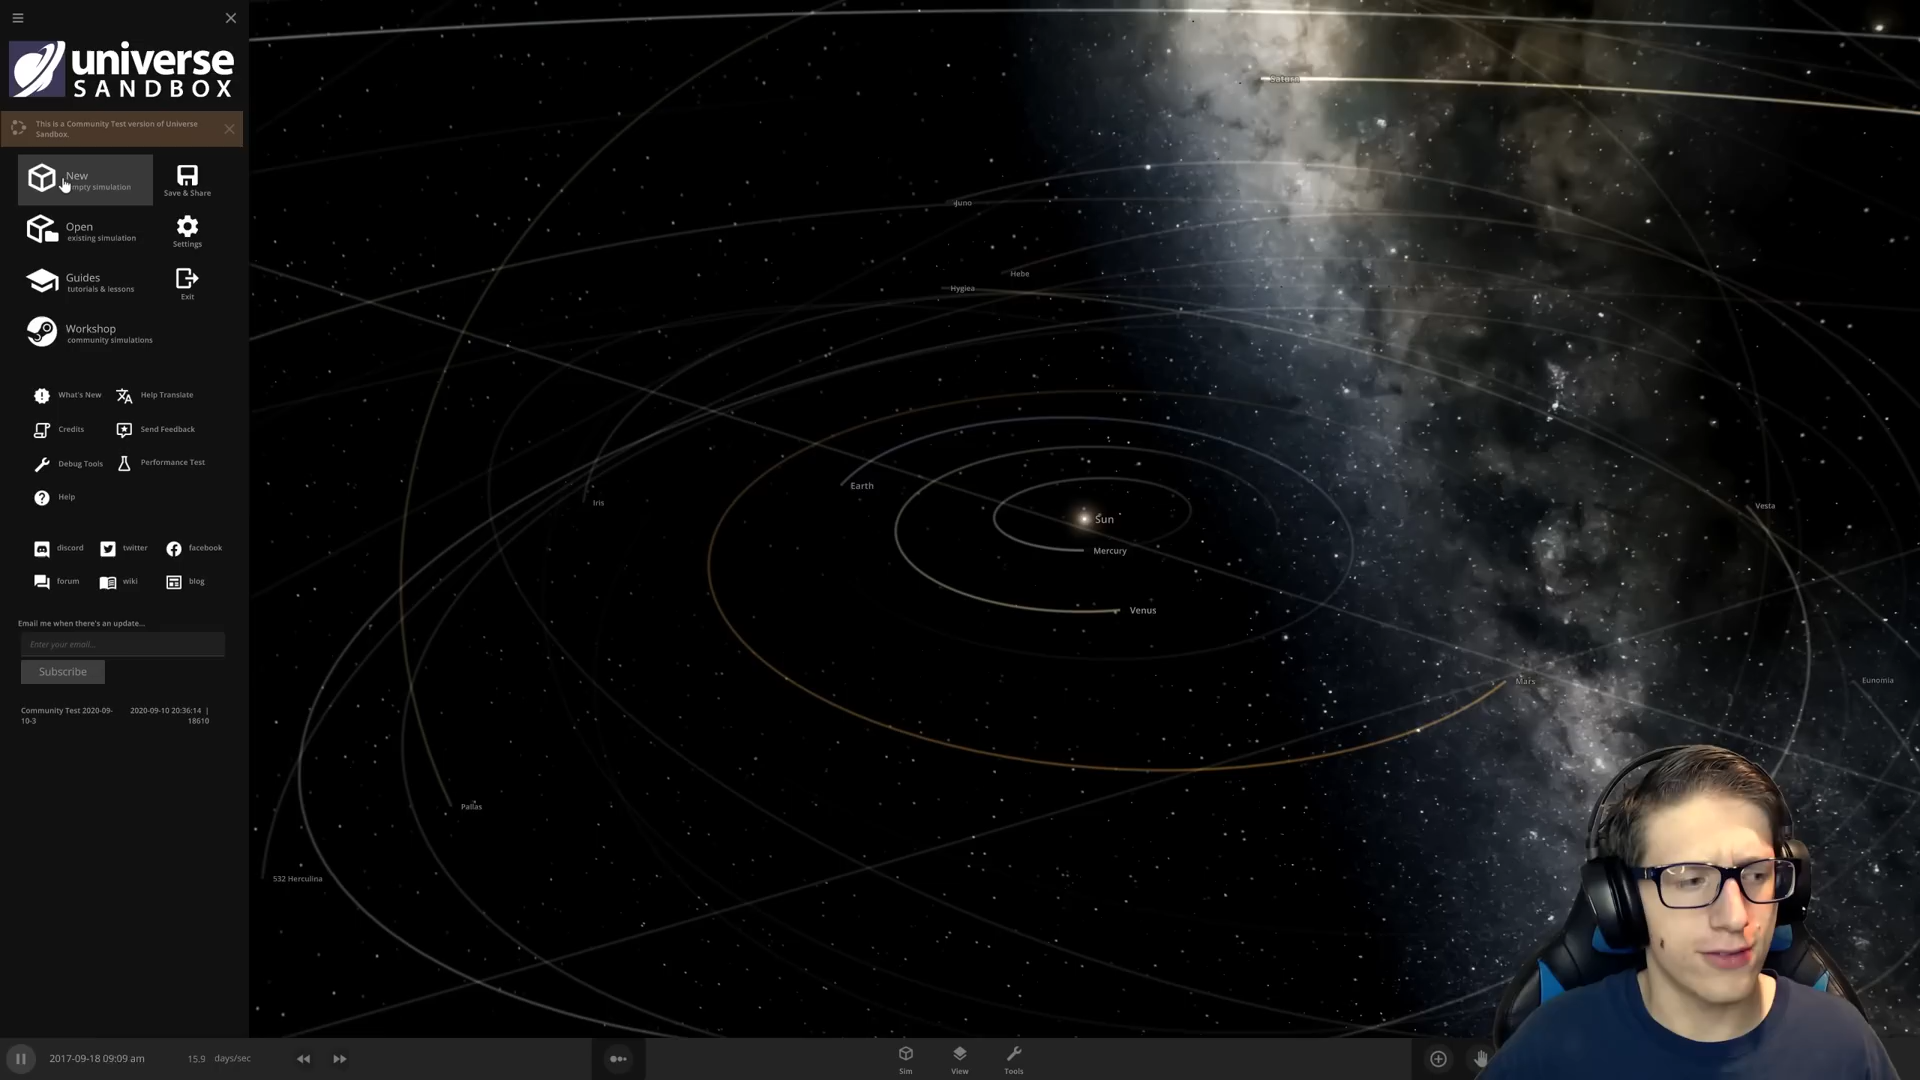 universe
SANDBOX
This is a Community Test version of Universe
Sandbox.
New
mpty simulation
Save & Share
Open
existing simulation
Settings
Guides
tutorials & lessons
Exit
Workshop
community simulations
What's New
Help Translate
Credits
Send Feedback
Debug Tools
Performance Test
Help
discord
twitter
facebook
forum
wiki
blog
Email me when there's an update...
Enter your email...
Subscribe
Community Test 2020-09-
10-3
2020-09-10 20:36:14 |
18610
Saturn
Juno
Hebe
Hygiea
Earth
Iris
Sun
Vesta
Mercury
Venus
Mars
Eunomia
Pallas
532 Herculina
2017-09-18 09:09 am
15.9 days/sec
Sim
View
Tools